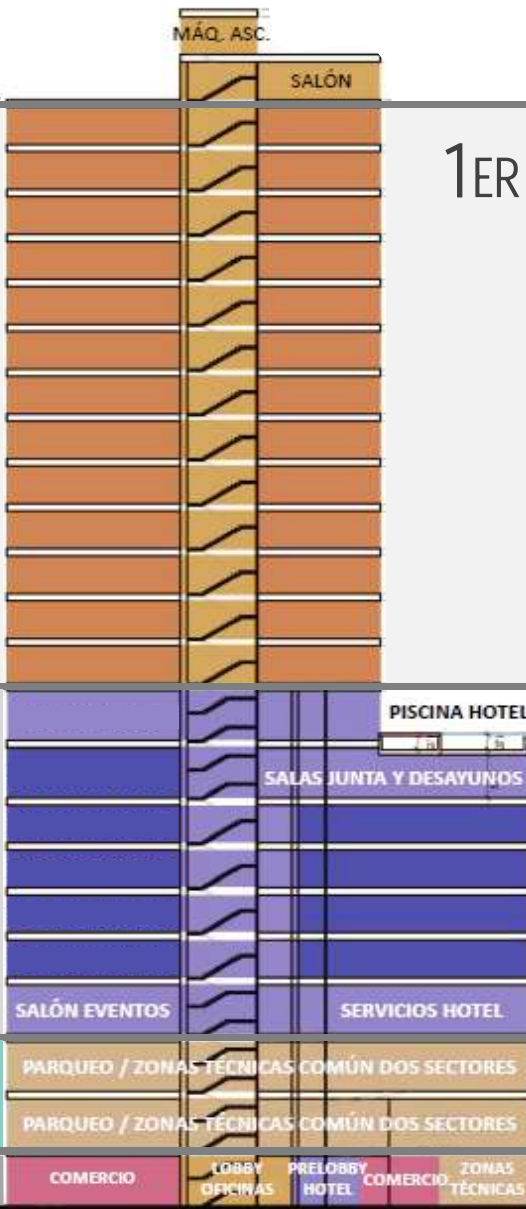 MÁQ. ASC.
SALÓN
1ER
PISCINA HOTEL
SALAS JUNTA Y DESAYUNOS
SALÓN EVENTOS
SERVICIOS HOTEL
PARQUEO / ZONAS TÉCNICAS COMÚN DOS SECTORES
PARQUEO / ZONAS TÉCNICAS COMÚN DOS SECTORES
COMERCIO
LOBBY
OFICINAS
PRELOBBY
HOTEL
COMERCIO
ZONAS
TÉCNICAS